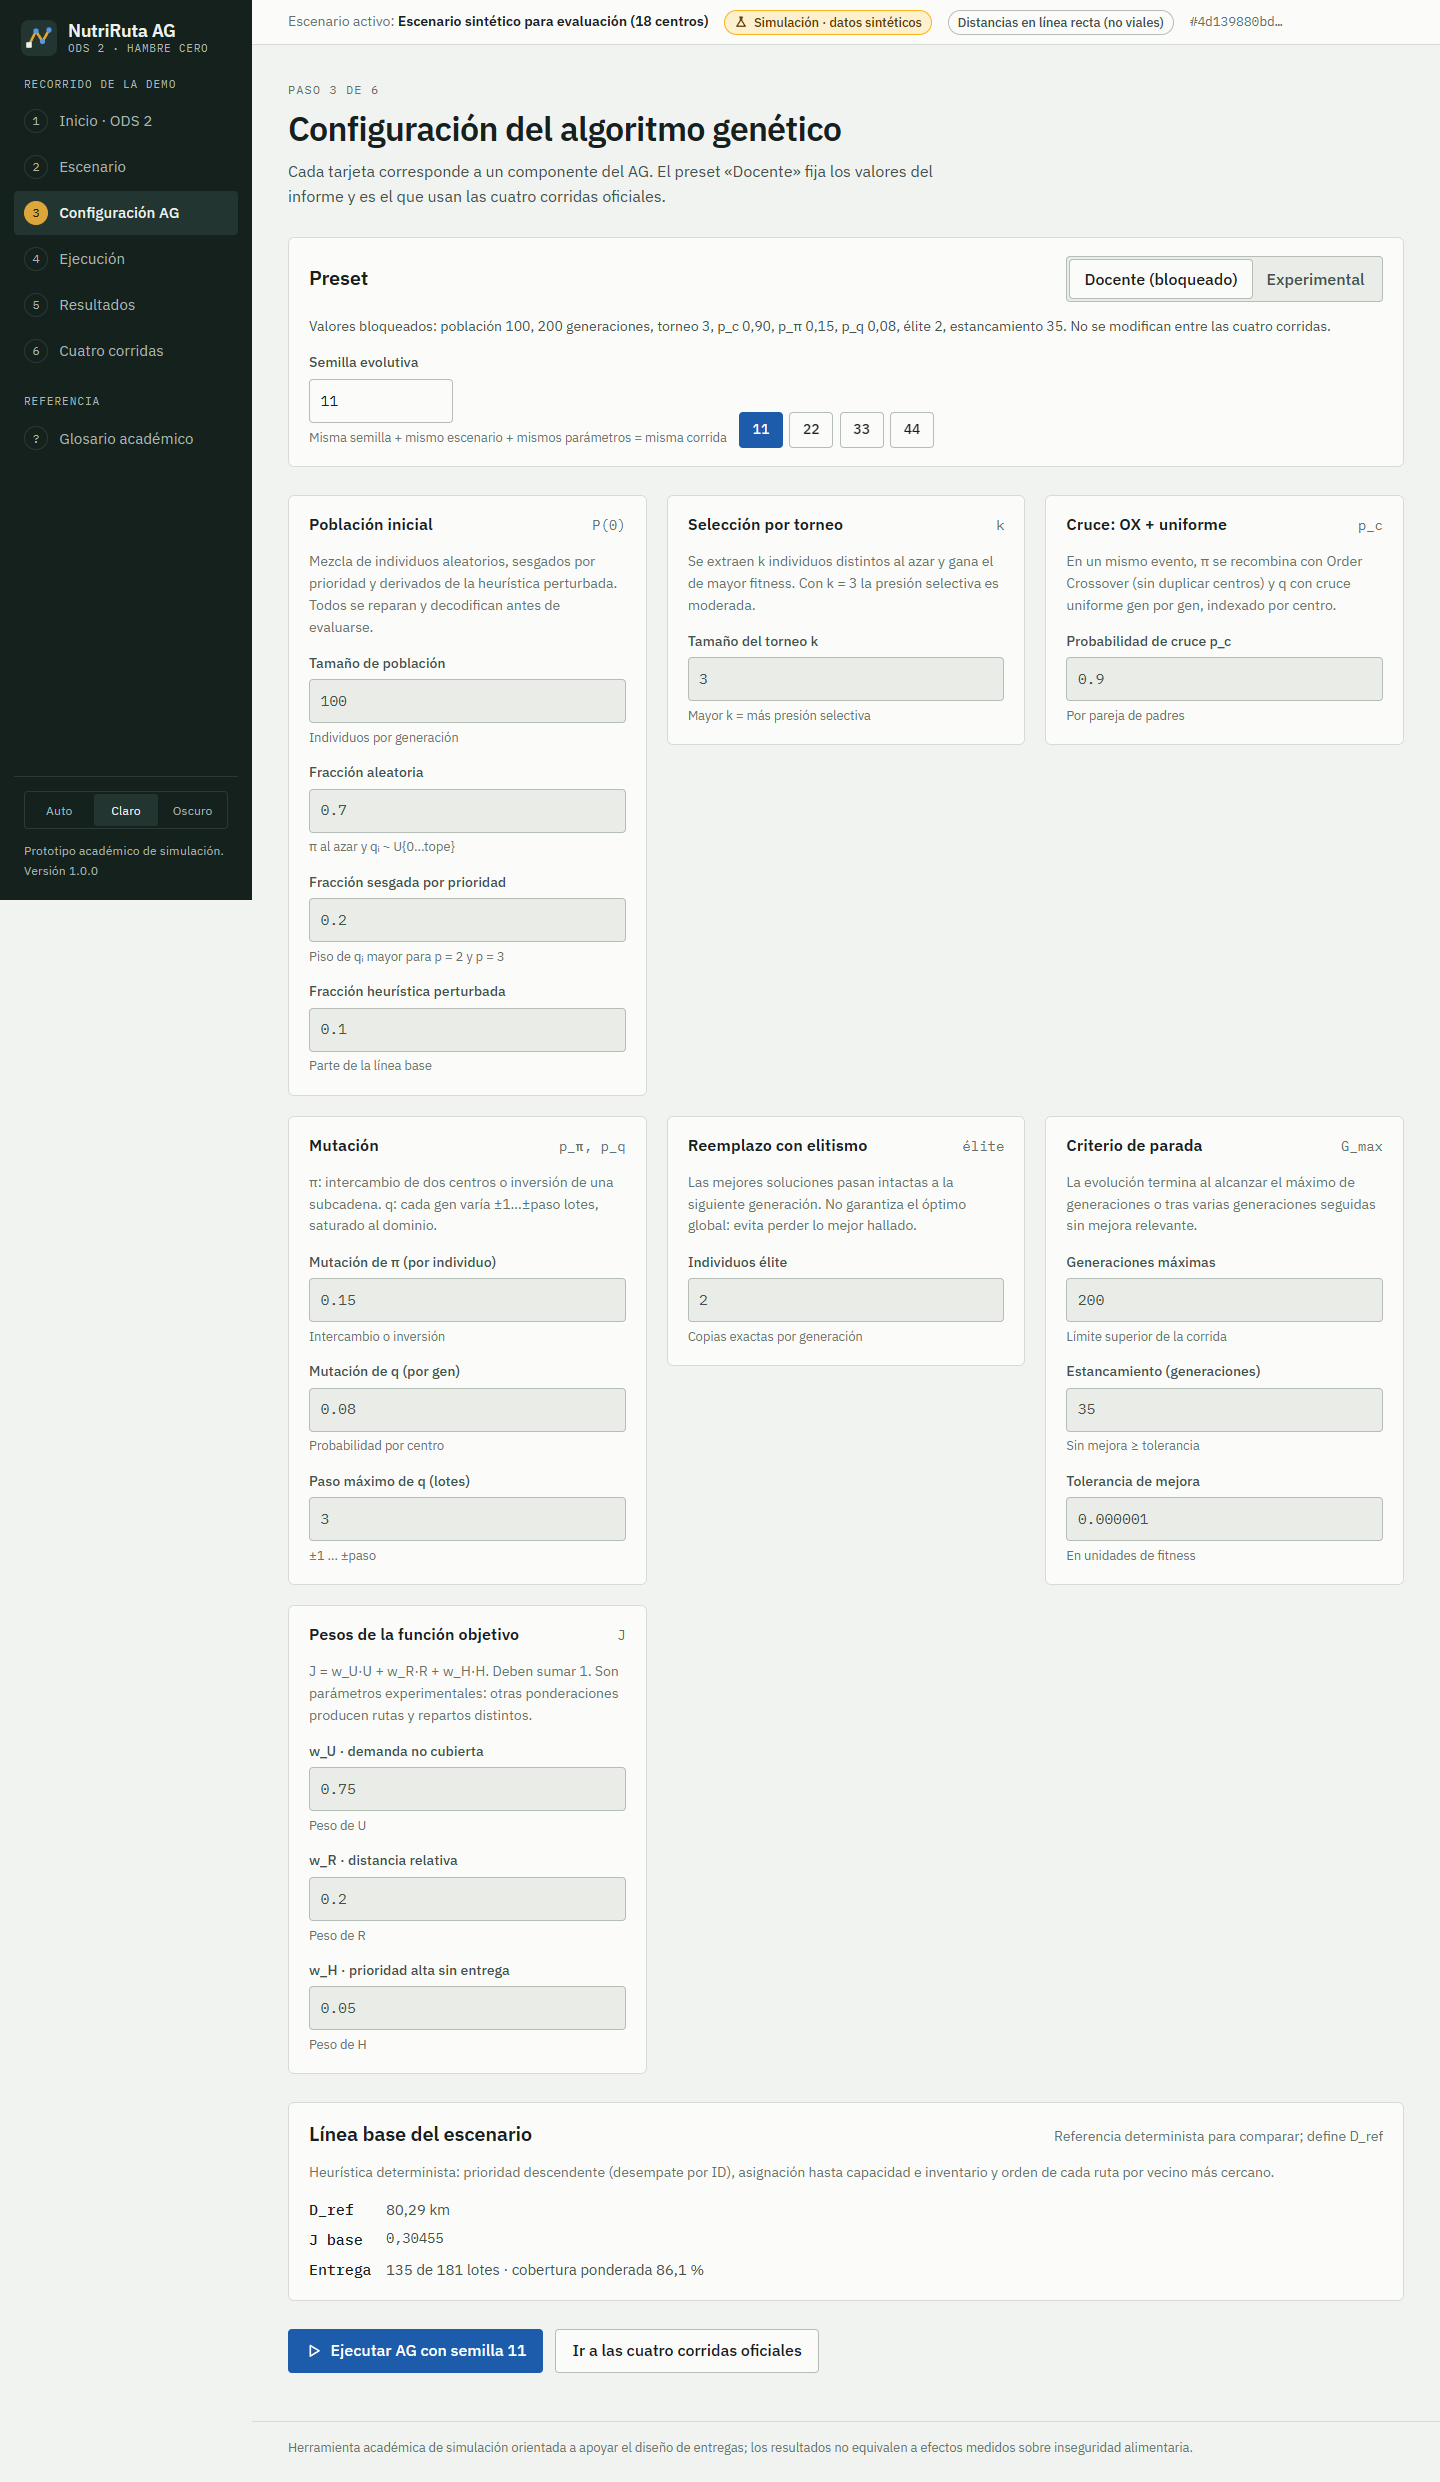 NutriRuta AG
ODS 2 · HAMBRE CERO
RECORRIDO DE LA DEMO
1 Inicio · ODS 2
2 Escenario
3 Configuración AG
4 Ejecución
5 Resultados
6 Cuatro corridas
REFERENCIA
? Glosario académico
Auto Claro Oscuro
Prototipo académico de simulación.
Versión 1.0.0
Escenario activo: Escenario sintético para evaluación (18 centros) Simulación · datos sintéticos Distancias en línea recta (no viales) #4d139880bd…
PASO 3 DE 6
Configuración del algoritmo genético
Cada tarjeta corresponde a un componente del AG. El preset «Docente» fija los valores del
informe y es el que usan las cuatro corridas oficiales.
Preset
Docente (bloqueado) Experimental
Valores bloqueados: población 100, 200 generaciones, torneo 3, p_c 0,90, p_π 0,15, p_q 0,08, élite 2, estancamiento 35. No se modifican entre las cuatro corridas.
Semilla evolutiva
11
Misma semilla + mismo escenario + mismos parámetros = misma corrida
11 22 33 44
Población inicial P(0)
Mezcla de individuos aleatorios, sesgados por
prioridad y derivados de la heurística perturbada.
Todos se reparan y decodifican antes de
evaluarse.
Tamaño de población
100
Individuos por generación
Fracción aleatoria
0.7
π al azar y qᵢ ~ U{0…tope}
Fracción sesgada por prioridad
0.2
Piso de qᵢ mayor para p = 2 y p = 3
Fracción heurística perturbada
0.1
Parte de la línea base
Selección por torneo k
Se extraen k individuos distintos al azar y gana el
de mayor fitness. Con k = 3 la presión selectiva es
moderada.
Tamaño del torneo k
3
Mayor k = más presión selectiva
Cruce: OX + uniforme p_c
En un mismo evento, π se recombina con Order
Crossover (sin duplicar centros) y q con cruce
uniforme gen por gen, indexado por centro.
Probabilidad de cruce p_c
0.9
Por pareja de padres
Mutación p_π, p_q
π: intercambio de dos centros o inversión de una
subcadena. q: cada gen varía ±1…±paso lotes,
saturado al dominio.
Mutación de π (por individuo)
0.15
Intercambio o inversión
Mutación de q (por gen)
0.08
Probabilidad por centro
Paso máximo de q (lotes)
3
±1 … ±paso
Reemplazo con elitismo élite
Las mejores soluciones pasan intactas a la
siguiente generación. No garantiza el óptimo
global: evita perder lo mejor hallado.
Individuos élite
2
Copias exactas por generación
Criterio de parada G_max
La evolución termina al alcanzar el máximo de
generaciones o tras varias generaciones seguidas
sin mejora relevante.
Generaciones máximas
200
Límite superior de la corrida
Estancamiento (generaciones)
35
Sin mejora ≥ tolerancia
Tolerancia de mejora
0.000001
En unidades de fitness
Pesos de la función objetivo J
J = w_U·U + w_R·R + w_H·H. Deben sumar 1. Son
parámetros experimentales: otras ponderaciones
producen rutas y repartos distintos.
w_U · demanda no cubierta
0.75
Peso de U
w_R · distancia relativa
0.2
Peso de R
w_H · prioridad alta sin entrega
0.05
Peso de H
Línea base del escenario
Referencia determinista para comparar; define D_ref
Heurística determinista: prioridad descendente (desempate por ID), asignación hasta capacidad e inventario y orden de cada ruta por vecino más cercano.
D_ref 80,29 km
J base 0,30455
Entrega 135 de 181 lotes · cobertura ponderada 86,1 %
Ejecutar AG con semilla 11
Ir a las cuatro corridas oficiales
Herramienta académica de simulación orientada a apoyar el diseño de entregas; los resultados no equivalen a efectos medidos sobre inseguridad alimentaria.